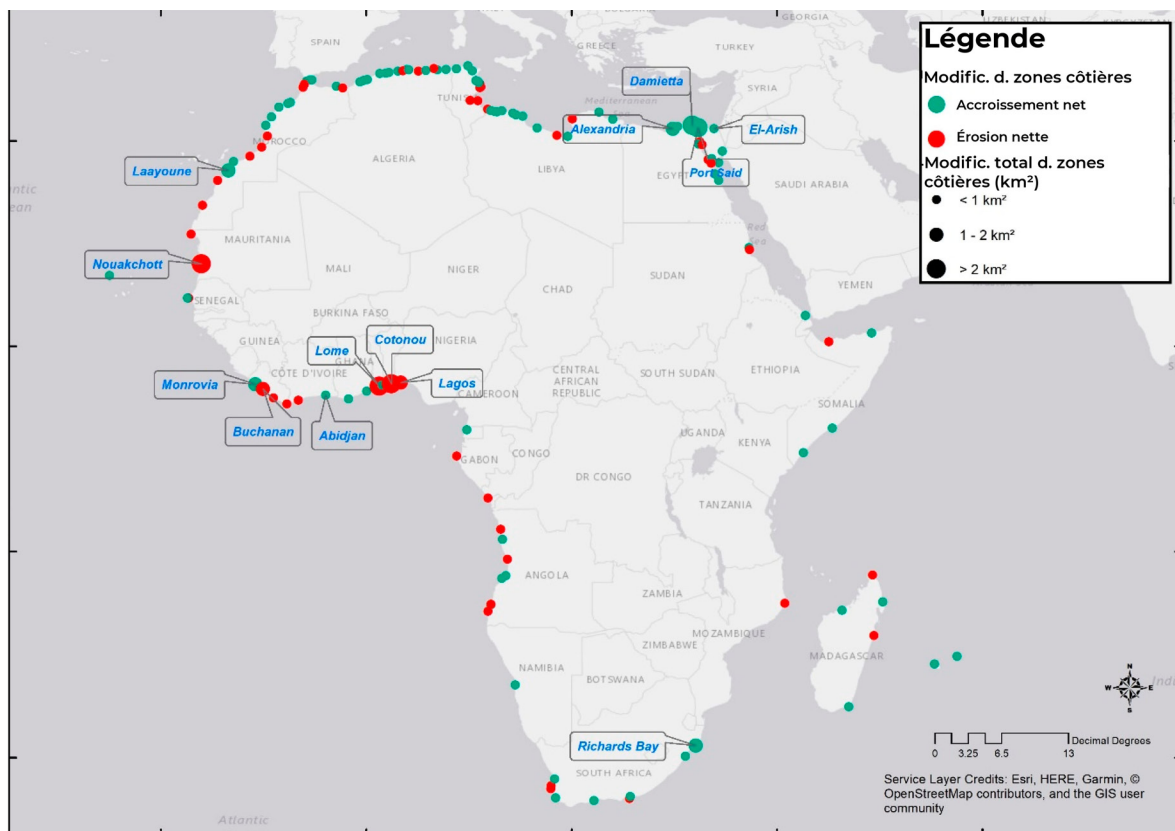 Légende
Modific. d. zones côtières
Accroissement net
Érosion nette
Modific. total d. zones
côtières (km²)
< 1 km²
1 - 2 km²
> 2 km²
SPAIN
GREECE
TURKEY
GEORGIA
SYRIA
Mediterranean
Damietta
Alexandria
El-Arish
Port Said
Laayoune
MOROCCO
ALGERIA
LIBYA
EGYPT
SAUDI ARABIA
Red
Sea
MAURITANIA
Nouakchott
MALI
NIGER
CHAD
SUDAN
YEMEN
SENEGAL
BURKINA FASO
GUINEA
CÔTE D'IVOIRE
GHANA
NIGERIA
Lome
Cotonou
Lagos
Monrovia
Buchanan
Abidjan
CAMEROON
CENTRAL
AFRICAN
REPUBLIC
SOUTH SUDAN
ETHIOPIA
SOMALIA
UGANDA
KENYA
GABON
CONGO
DR CONGO
TANZANIA
ANGOLA
ZAMBIA
MOZAMBIQUE
ZIMBABWE
MADAGASCAR
NAMIBIA
BOTSWANA
Richards Bay
SOUTH AFRICA
Atlantic
N
W E
S
0 3.25 6.5 13
Decimal Degrees
Service Layer Credits: Esri, HERE, Garmin, ©
OpenStreetMap contributors, and the GIS user
community